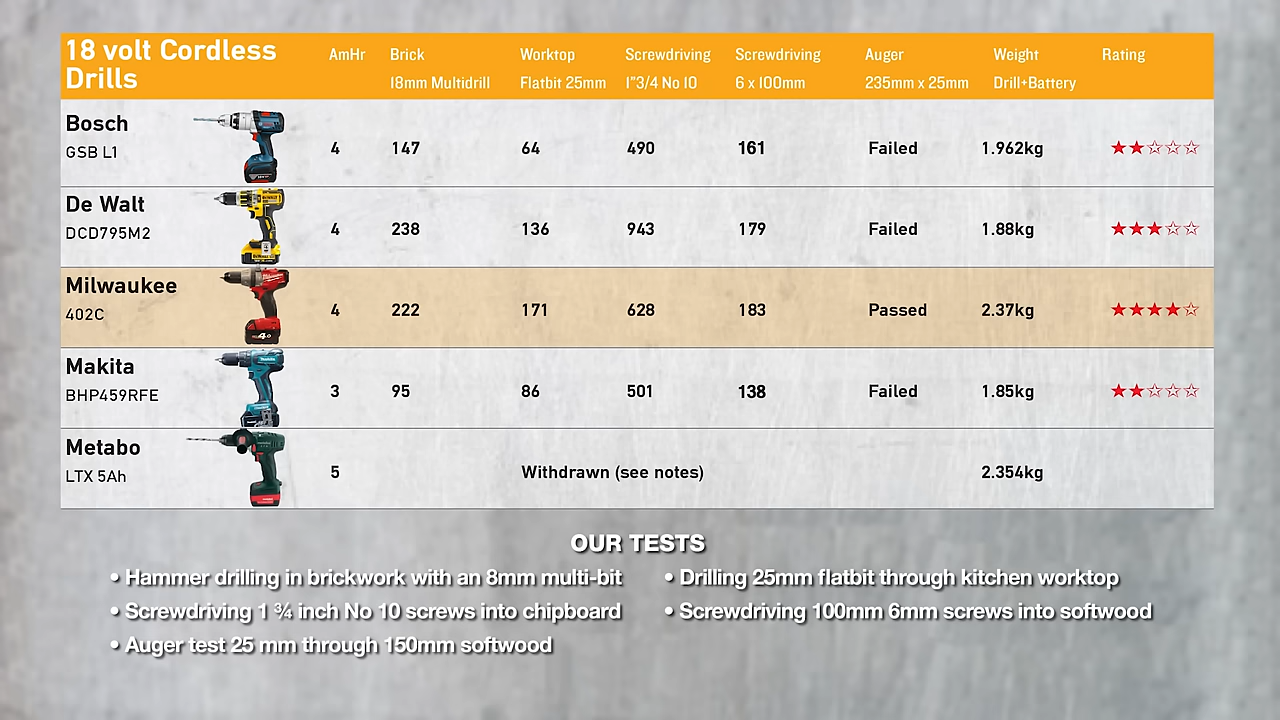 18 volt Cordless
Drills
AmHr Brick Worktop Screwdriving Screwdriving Auger Weight Rating
18mm Multidrill Flatbit 25mm 1"3/4 No 10 6 x 100mm 235mm x 25mm Drill+Battery
Bosch
GSB L1
4 147 64 490 161 Failed 1.962kg ★★☆☆☆
De Walt
DCD795M2
4 238 136 943 179 Failed 1.88kg ★★★☆☆
Milwaukee
402C
4 222 171 628 183 Passed 2.37kg ★★★★☆
Makita
BHP459RFE
3 95 86 501 138 Failed 1.85kg ★★☆☆☆
Metabo
LTX 5Ah
5 Withdrawn (see notes) 2.354kg
OUR TESTS
• Hammer drilling in brickwork with an 8mm multi-bit
• Screwdriving 1 ¾ inch No 10 screws into chipboard
• Auger test 25 mm through 150mm softwood
• Drilling 25mm flatbit through kitchen worktop
• Screwdriving 100mm 6mm screws into softwood